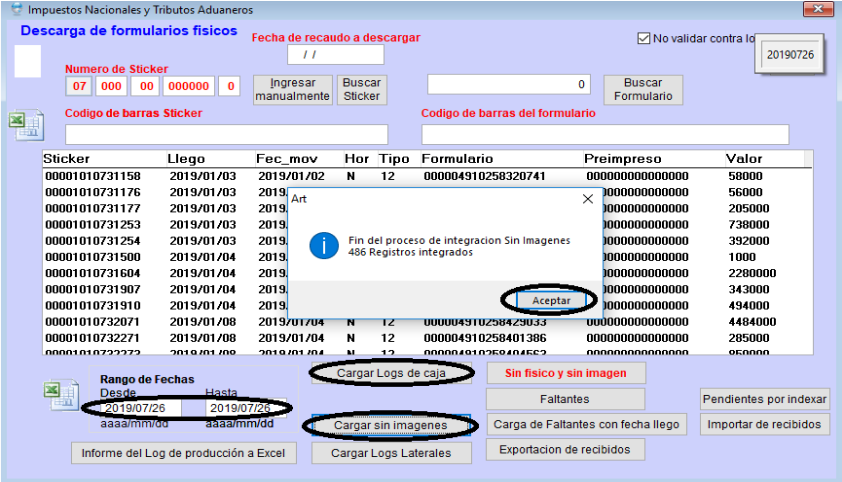 Impuestos Nacionales y Tributos Aduaneros
Descarga de formularios fisicos
Fecha de recaudo a descargar
No validar contra lo
20190726
/ /
Numero de Sticker
07 000 00 000000 0
Ingresar manualmente
Buscar Sticker
0
Buscar Formulario
Codigo de barras Sticker
Codigo de barras del formulario
Sticker Llego Fec_mov Hor Tipo Formulario Preimpreso Valor
00001010731158 2019/01/03 2019/01/02 N 12 000004910258320741 000000000000000 58000
00001010731176 2019/01/03 2019. 00000000000000 56000
00001010731177 2019/01/03 2019. 00000000000000 205000
00001010731253 2019/01/03 2019. 00000000000000 738000
00001010731254 2019/01/03 2019. 00000000000000 392000
00001010731500 2019/01/04 2019. 00000000000000 1000
00001010731604 2019/01/04 2019. 00000000000000 2280000
00001010731907 2019/01/04 2019. 00000000000000 343000
00001010731910 2019/01/04 2019. 00000000000000 494000
00001010732071 2019/01/08 2019/01/04 N 12 000004910258429033 000000000000000 4484000
00001010732271 2019/01/08 2019/01/04 N 12 000004910258401386 000000000000000 285000
Art
Fin del proceso de integracion Sin Imagenes
486 Registros integrados
Aceptar
Rango de Fechas
Desde Hasta
2019/07/26 2019/07/26
aaaa/mm/dd aaaa/mm/dd
Informe del Log de producción a Excel
Cargar Logs de caja
Cargar sin imagenes
Cargar Logs Laterales
Sin fisico y sin imagen
Faltantes
Carga de Faltantes con fecha llego
Exportacion de recibidos
Pendientes por indexar
Importar de recibidos